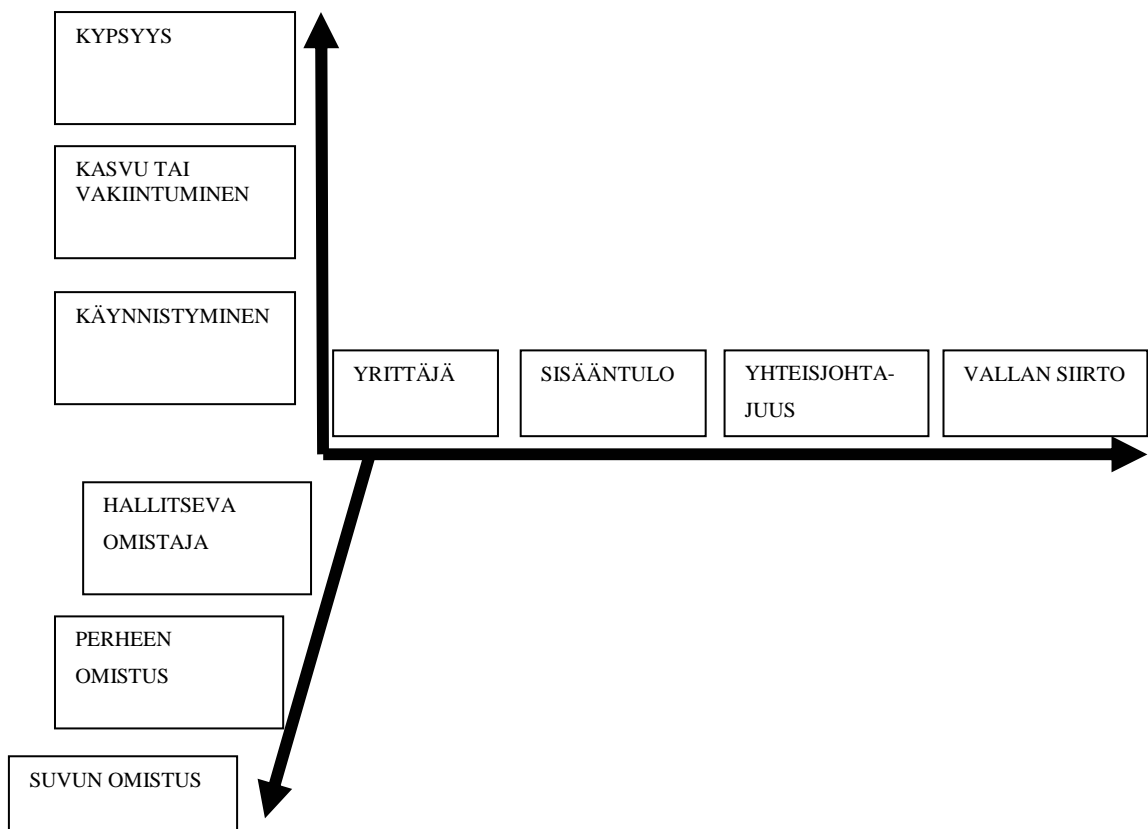 KYPSYYS
KASVU TAI
VAKIINTUMINEN
KÄYNNISTYMINEN
YRITTÄJÄ
SISÄÄNTULO
YHTEISJOHTA-
JUUS
VALLAN SIIRTO
HALLITSEVA
OMISTAJA
PERHEEN
OMISTUS
SUVUN OMISTUS